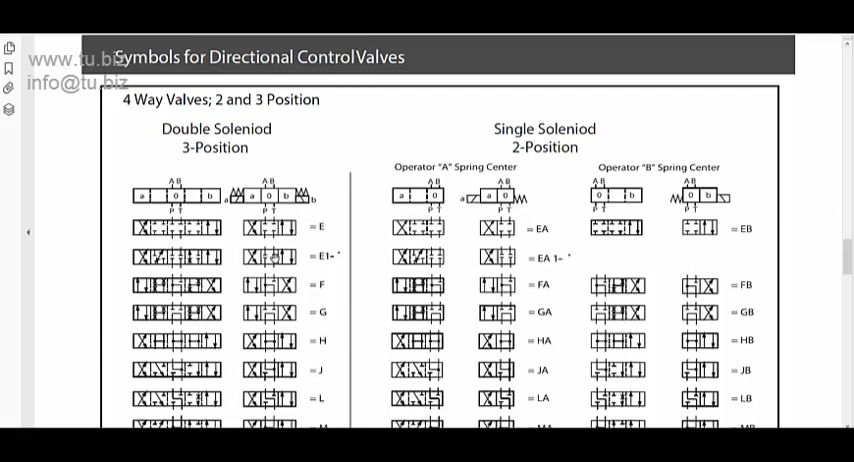 Symbols for Directional ControlValves
www.tu.biz
info@tu.biz
4 Way Valves; 2 and 3 Position
Double Soleniod
3-Position
Single Soleniod
2-Position
Operator "A" Spring Center
Operator "B" Spring Center
A B
A B
A B
A B
A B
A B
a 0 b
a a 0 b b
a 0
a a 0
0 b
0 b
P T
P T
P T
P T
P T
P T
= E
= EA
= EB
= E1- *
= EA 1- *
= F
= FA
= FB
= G
= GA
= GB
= H
= HA
= HB
= J
= JA
= JB
= L
= LA
= LB